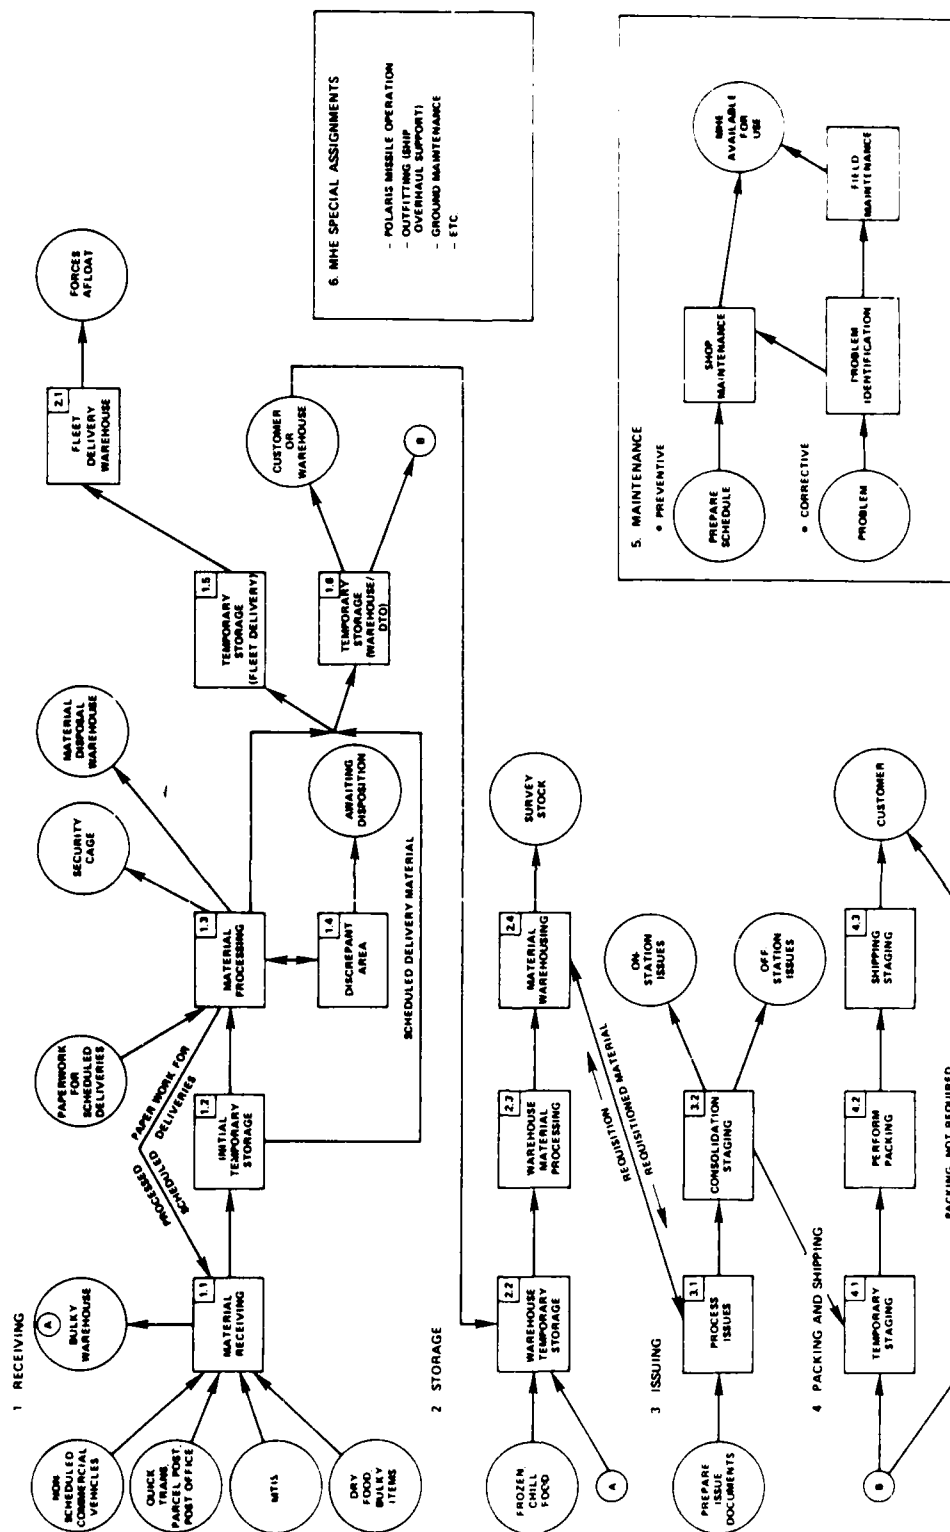 1 RECEIVING
NON
SCHEDULED
COMMERCIAL
VEHICLES
QUICK
TRANS,
PARCEL POST,
POST OFFICE
MTIS
DRY
FOOD,
BULKY
ITEMS
A
BULKY
WAREHOUSE
1.1
MATERIAL
RECEIVING
PROCESSED
PAPER WORK FOR
SCHEDULED
DELIVERIES
1.2
INITIAL
TEMPORARY
STORAGE
PAPERWORK
FOR
SCHEDULED
DELIVERIES
1.3
MATERIAL
PROCESSING
SECURITY
CAGE
MATERIAL
DISPOSAL
WAREHOUSE
1.4
DISCREPANT
AREA
AWAITING
DISPOSITION
SCHEDULED DELIVERY MATERIAL
1.5
TEMPORARY
STORAGE
(FLEET DELIVERY)
1.6
TEMPORARY
STORAGE
(WAREHOUSE/
DTO)
2.1
FLEET
DELIVERY
WAREHOUSE
FORCES
AFLOAT
CUSTOMER
OR
WAREHOUSE
B
2 STORAGE
FROZEN,
CHILL
FOOD
A
2.2
WAREHOUSE
TEMPORARY
STORAGE
2.3
WAREHOUSE
MATERIAL
PROCESSING
2.4
MATERIAL
WAREHOUSING
SURVEY
STOCK
REQUISITION
REQUISITIONED MATERIAL
3 ISSUING
PREPARE
ISSUE
DOCUMENTS
3.1
PROCESS
ISSUES
3.2
CONSOLIDATION
STAGING
ON-
STATION
ISSUES
OFF
STATION
ISSUES
4 PACKING AND SHIPPING
B
4.1
TEMPORARY
STAGING
4.2
PERFORM
PACKING
4.3
SHIPPING
STAGING
CUSTOMER
PACKING NOT REQUIRED
5. MAINTENANCE
• PREVENTIVE
PREPARE
SCHEDULE
SHOP
MAINTENANCE
MHE
AVAILABLE
FOR
USE
• CORRECTIVE
PROBLEM
PROBLEM
IDENTIFICATION
FIELD
MAINTENANCE
6. MHE SPECIAL ASSIGNMENTS
- POLARIS MISSILE OPERATION
- OUTFITTING (SHIP
OVERHAUL SUPPORT)
- GROUND MAINTENANCE
- ETC